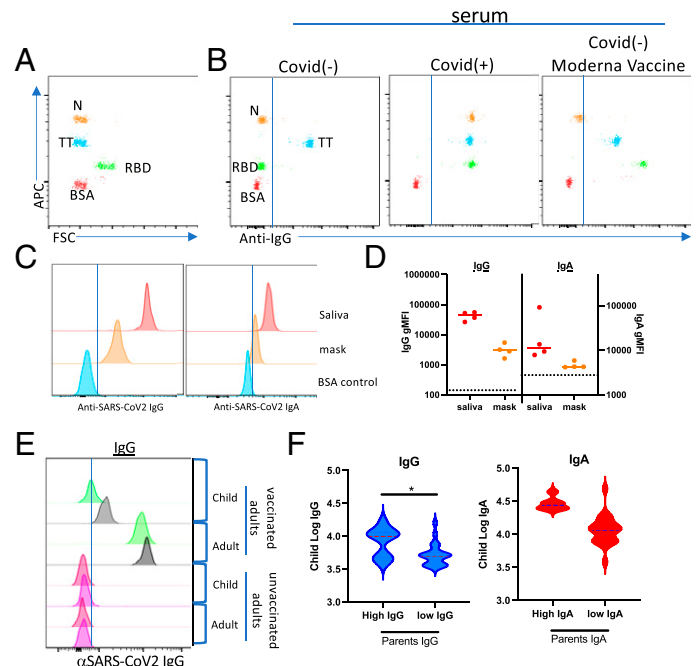 serum
A
B
Covid(-)
Covid(+)
Covid(-)
Moderna Vaccine
N
TT
RBD
BSA
APC
FSC
N
TT
RBD
BSA
Anti-IgG
C
Saliva
mask
BSA control
Anti-SARS-CoV2 IgG
Anti-SARS-CoV2 IgA
D
IgG
IgA
1000000
100000
10000
1000
100
IgG gMFI
100000
10000
1000
IgA gMFI
saliva
mask
saliva
mask
E
IgG
Child
Adult
vaccinated
adults
Child
Adult
unvaccinated
adults
αSARS-CoV2 IgG
F
IgG
*
5.0
4.5
4.0
3.5
3.0
Child Log IgG
High IgG
low IgG
Parents IgG
IgA
5.0
4.5
4.0
3.5
3.0
Child Log IgA
High IgA
low IgA
Parents IgA